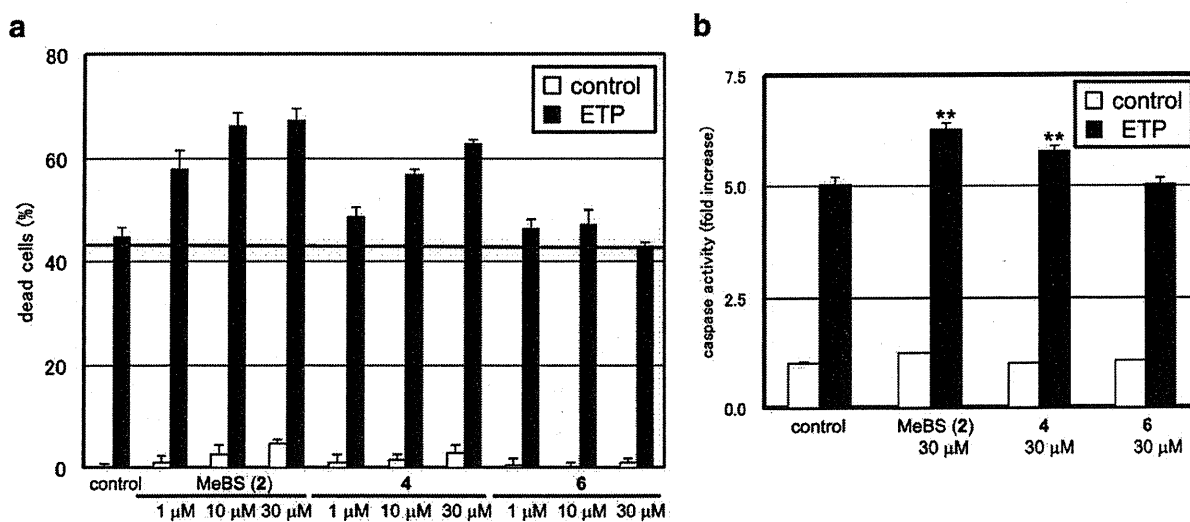 a
80
60
40
20
0
dead cells (%)
control
ETP
control
MeBS (2)
4
6
1 μM 10 μM 30 μM 1 μM 10 μM 30 μM 1 μM 10 μM 30 μM
b
7.5
5.0
2.5
0.0
caspase activity (fold increase)
control
ETP
**
**
control MeBS (2) 4 6
30 μM 30 μM 30 μM